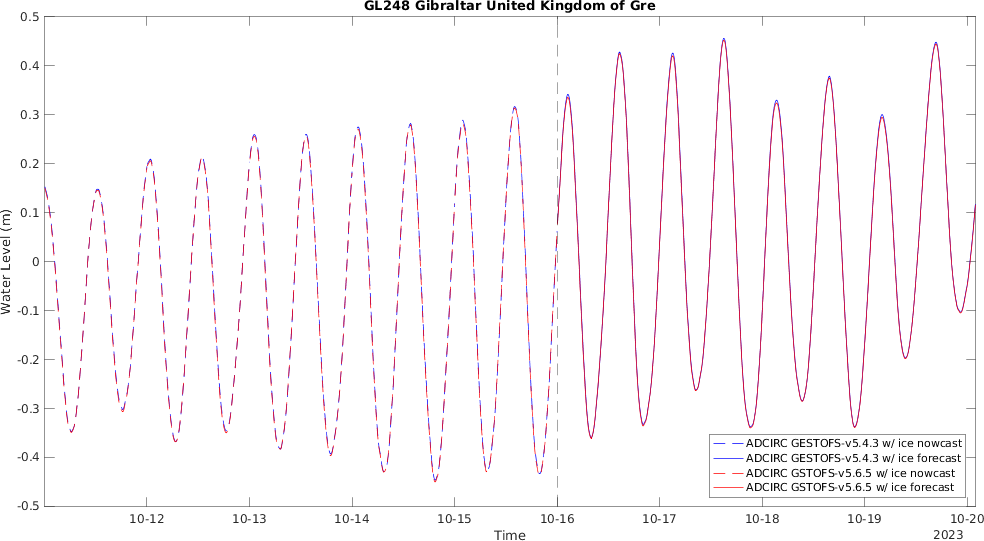 GL248 Gibraltar United Kingdom of Gre
0.5
0.4
0.3
0.2
0.1
0
-0.1
-0.2
-0.3
-0.4
-0.5
Water Level (m)
ADCIRC GESTOFS-v5.4.3 w/ ice nowcast
ADCIRC GESTOFS-v5.4.3 w/ ice forecast
ADCIRC GSTOFS-v5.6.5 w/ ice nowcast
ADCIRC GSTOFS-v5.6.5 w/ ice forecast
10-12 10-13 10-14 10-15 10-16 10-17 10-18 10-19 10-20
Time
2023